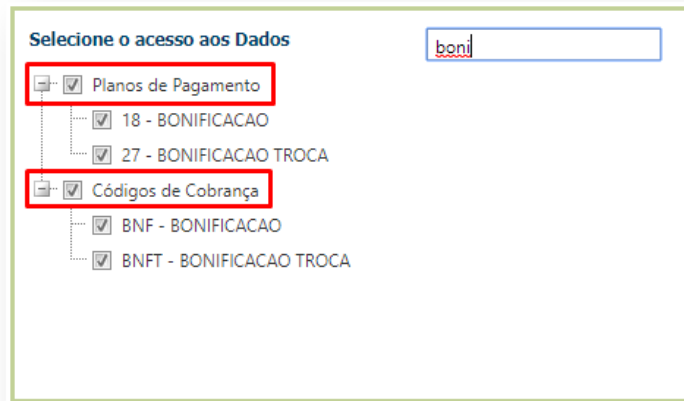 Selecione o acesso aos Dados
boni
Planos de Pagamento
18 - BONIFICACAO
27 - BONIFICACAO TROCA
Códigos de Cobrança
BNF - BONIFICACAO
BNFT - BONIFICACAO TROCA